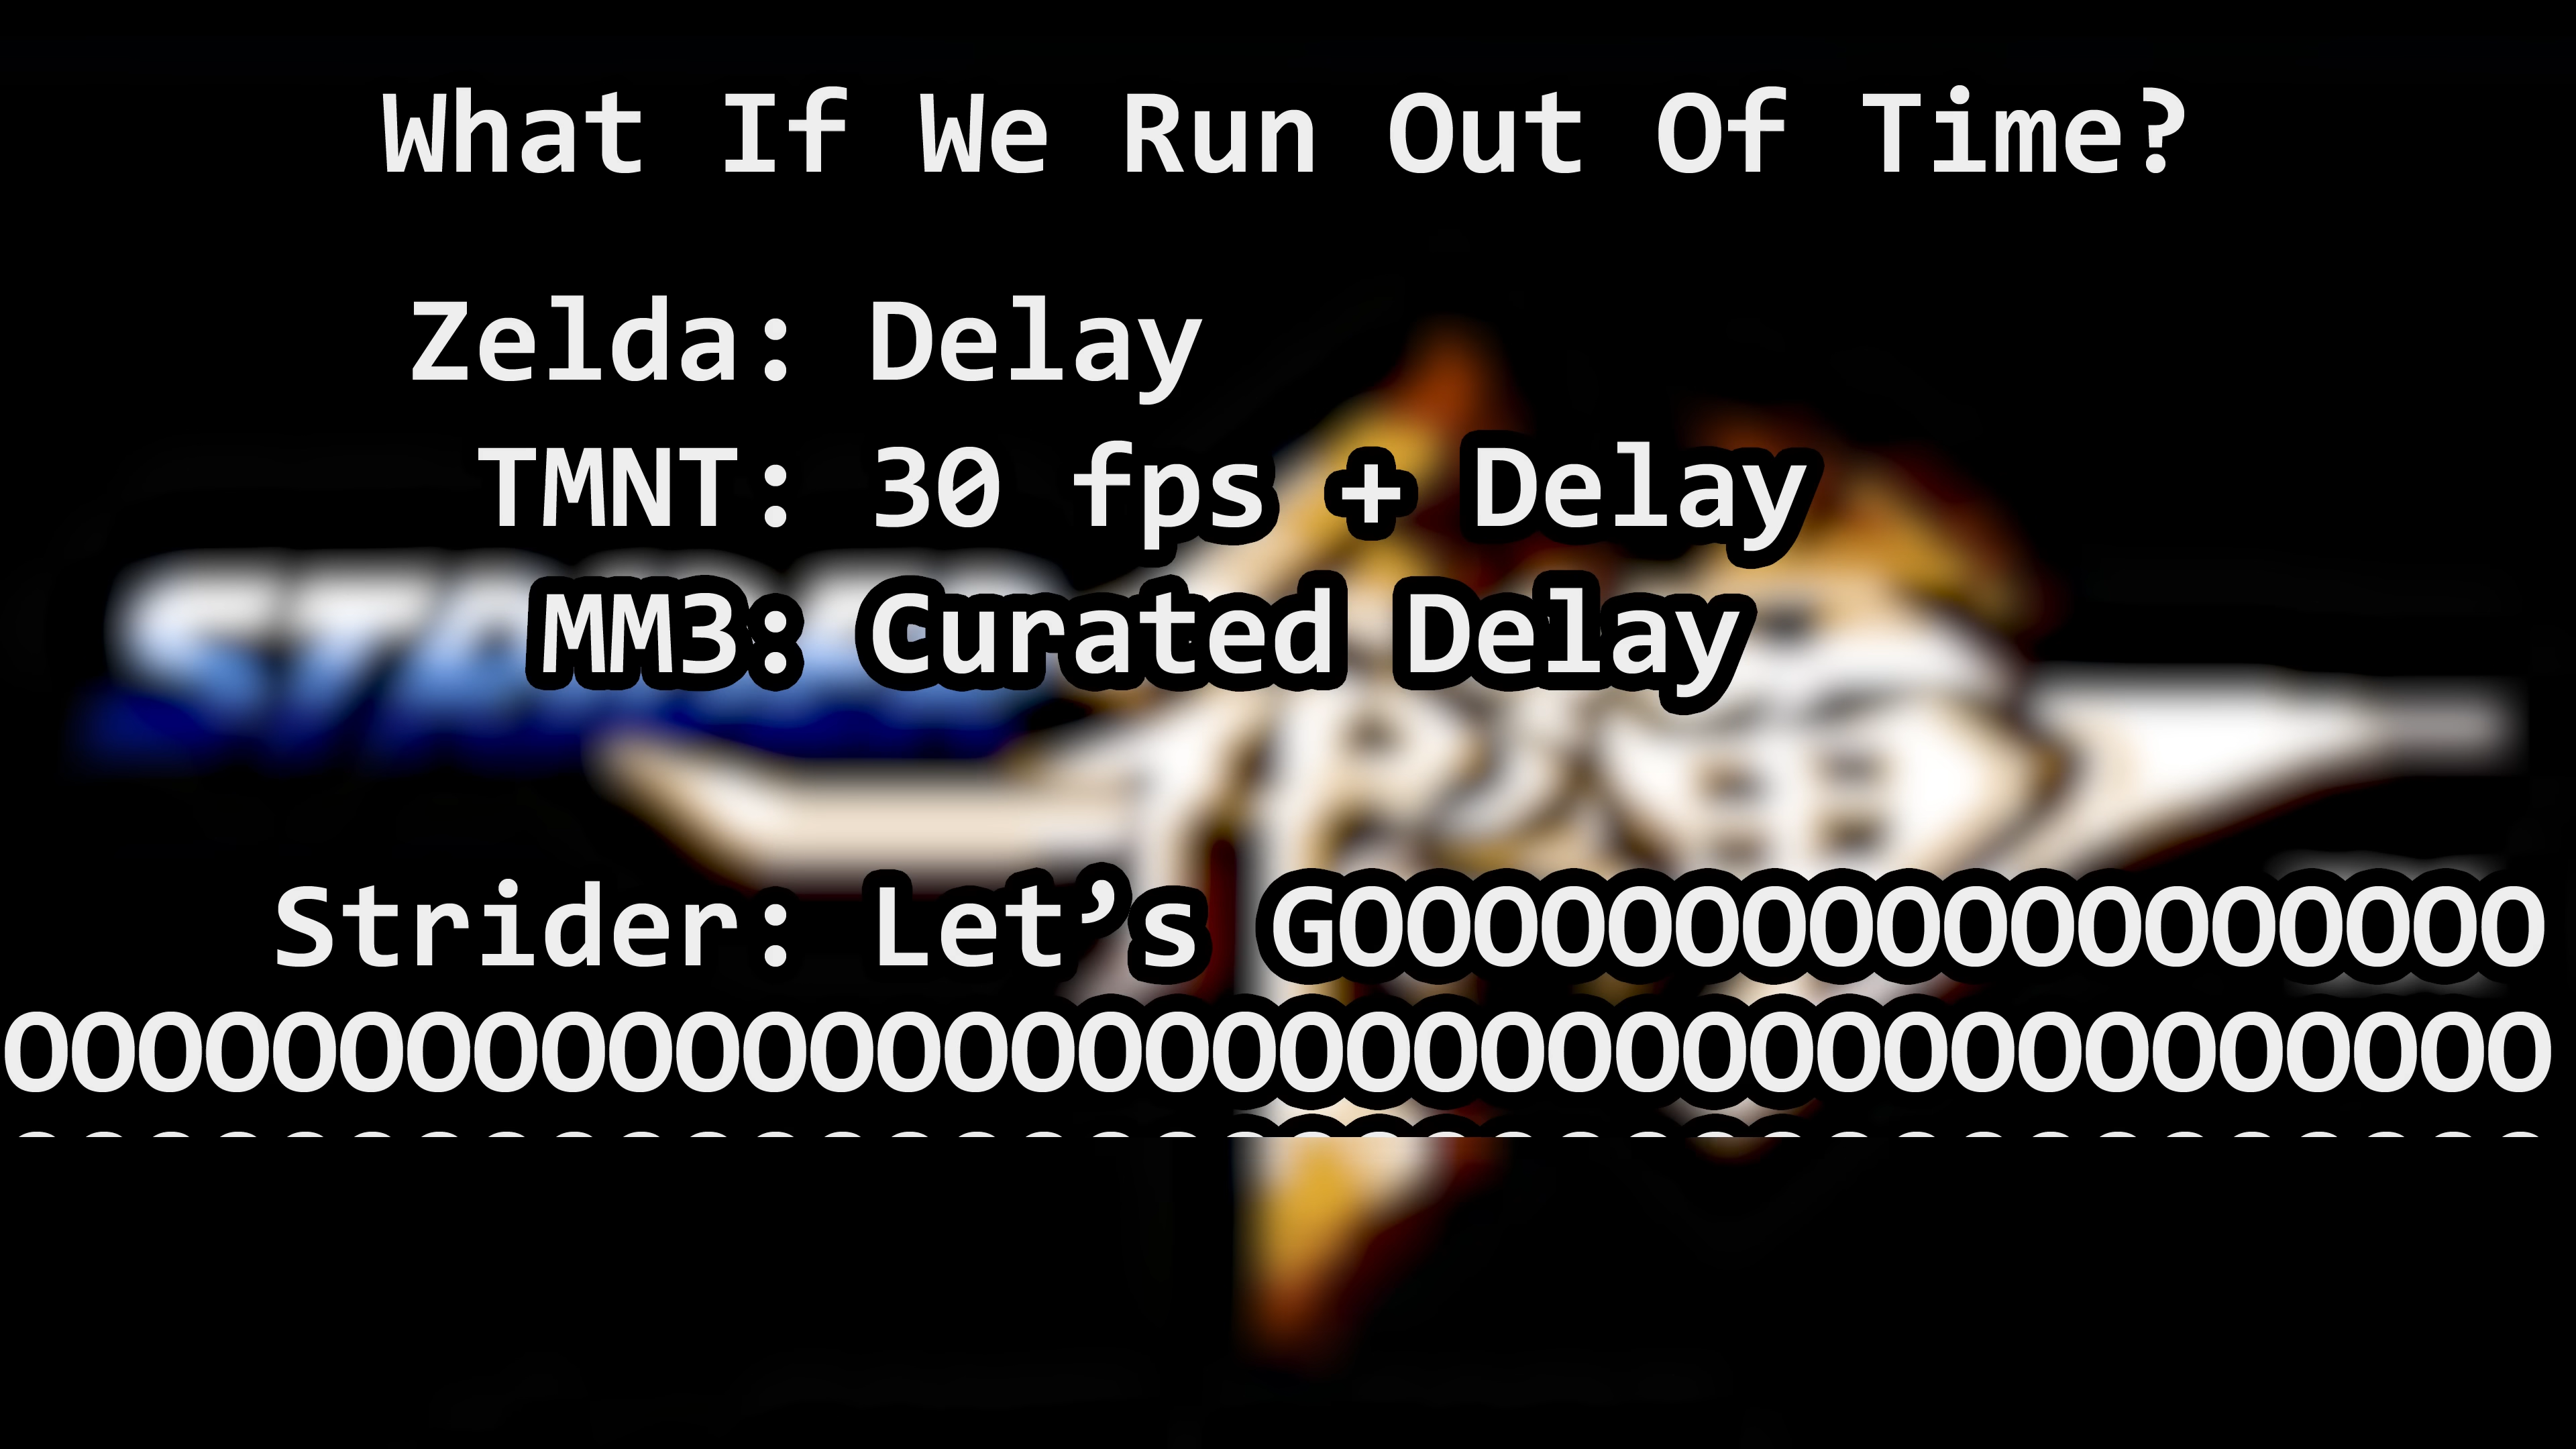 What If We Run Out Of Time?
Zelda: Delay
TMNT: 30 fps + Delay
MM3: Curated Delay
Strider: Let’s GOOOOOOOOOOOOOOOOOO
OOOOOOOOOOOOOOOOOOOOOOOOOOOOOOOOOOOOOO